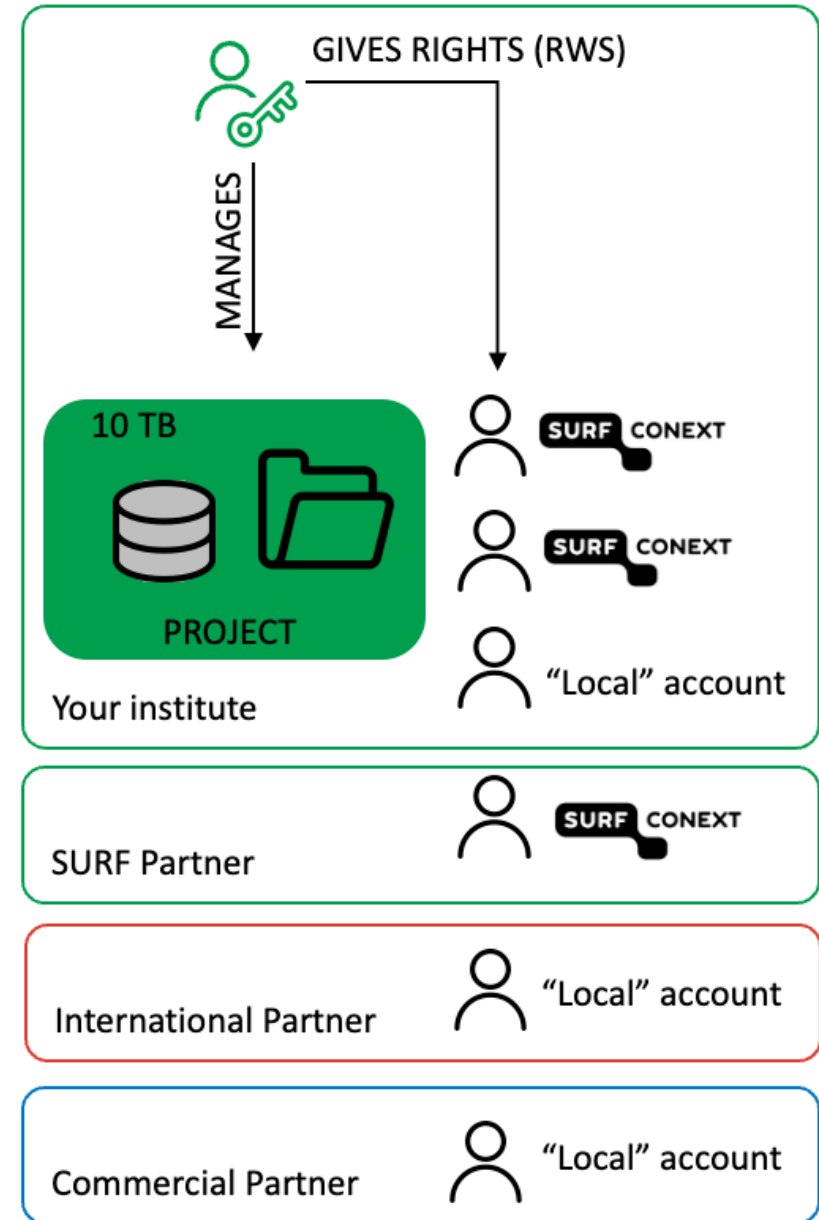 GIVES RIGHTS (RWS)
MANAGES
10 TB
PROJECT
SURF CONEXT
SURF CONEXT
“Local” account
Your institute
SURF CONEXT
SURF Partner
“Local” account
International Partner
“Local” account
Commercial Partner